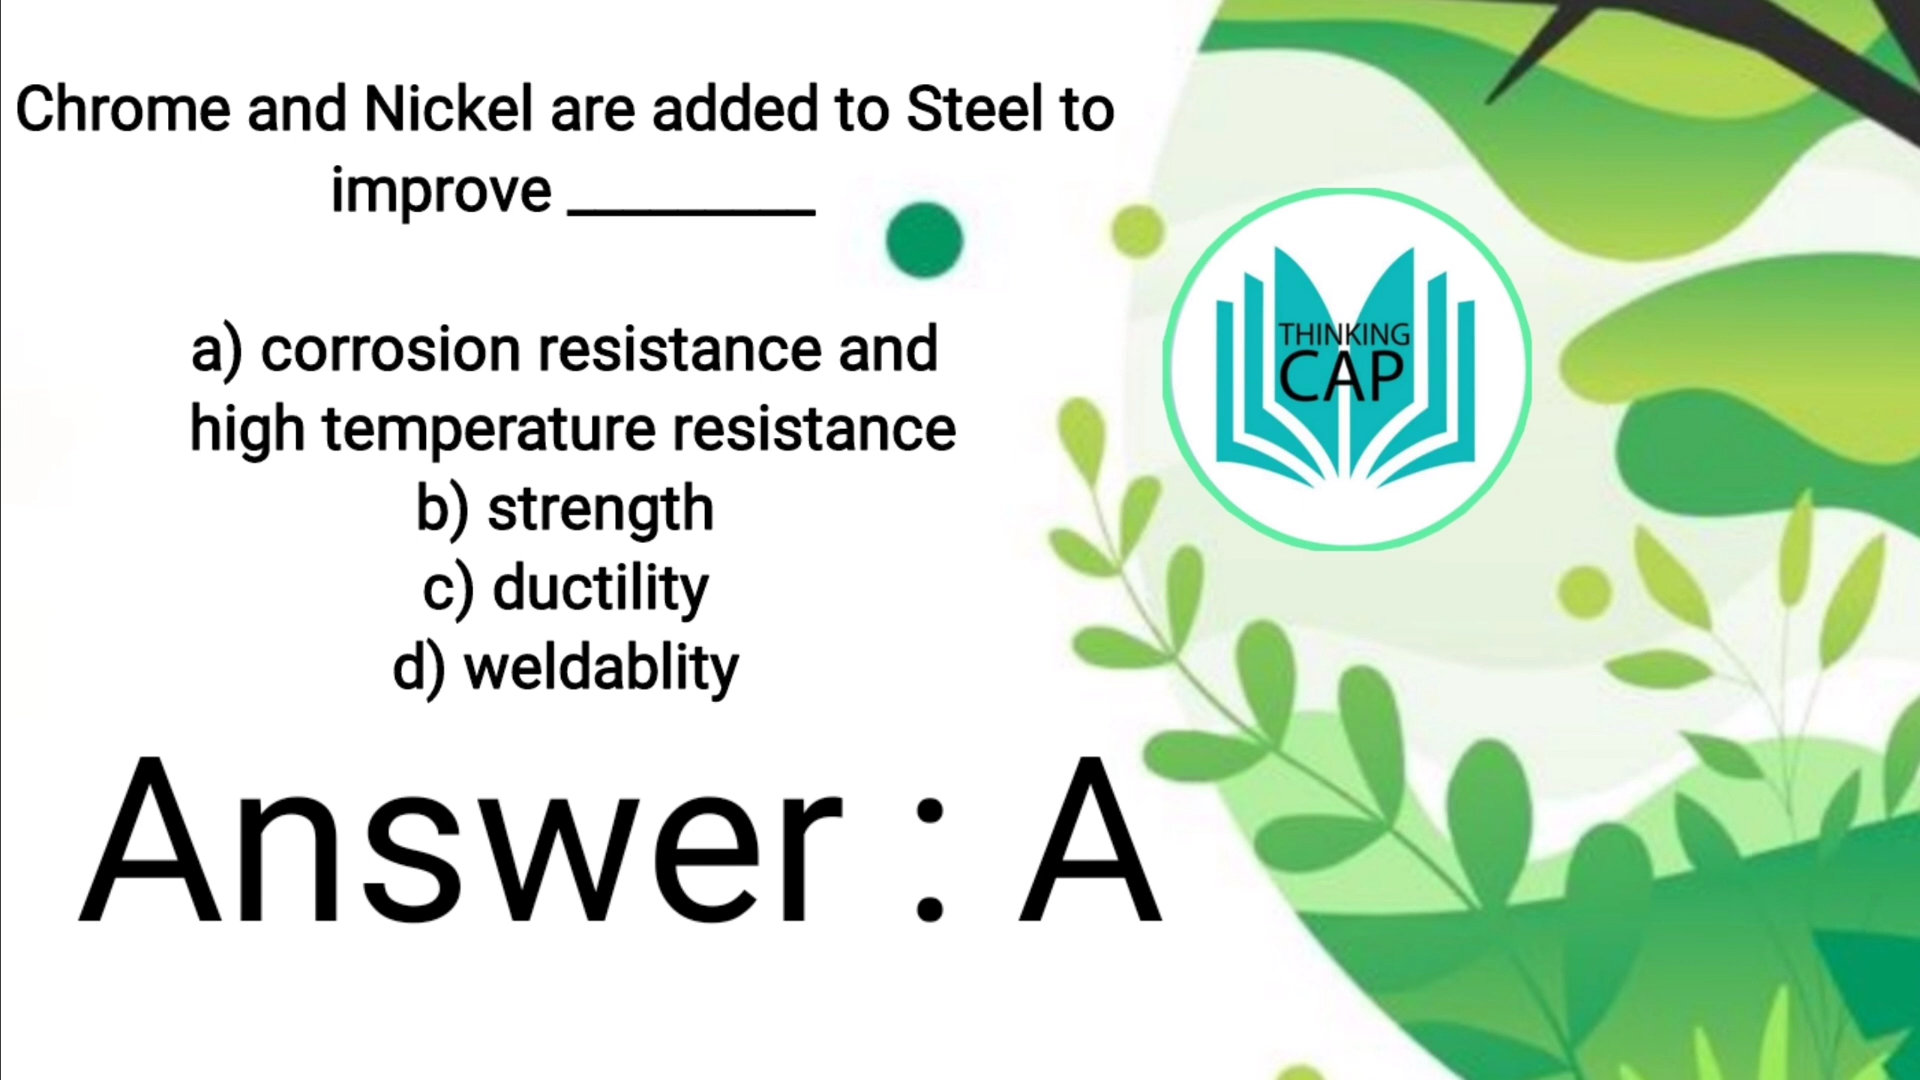 Chrome and Nickel are added to Steel to
improve _________
a) corrosion resistance and
high temperature resistance
b) strength
c) ductility
d) weldablity
Answer : A
THINKING
CAP